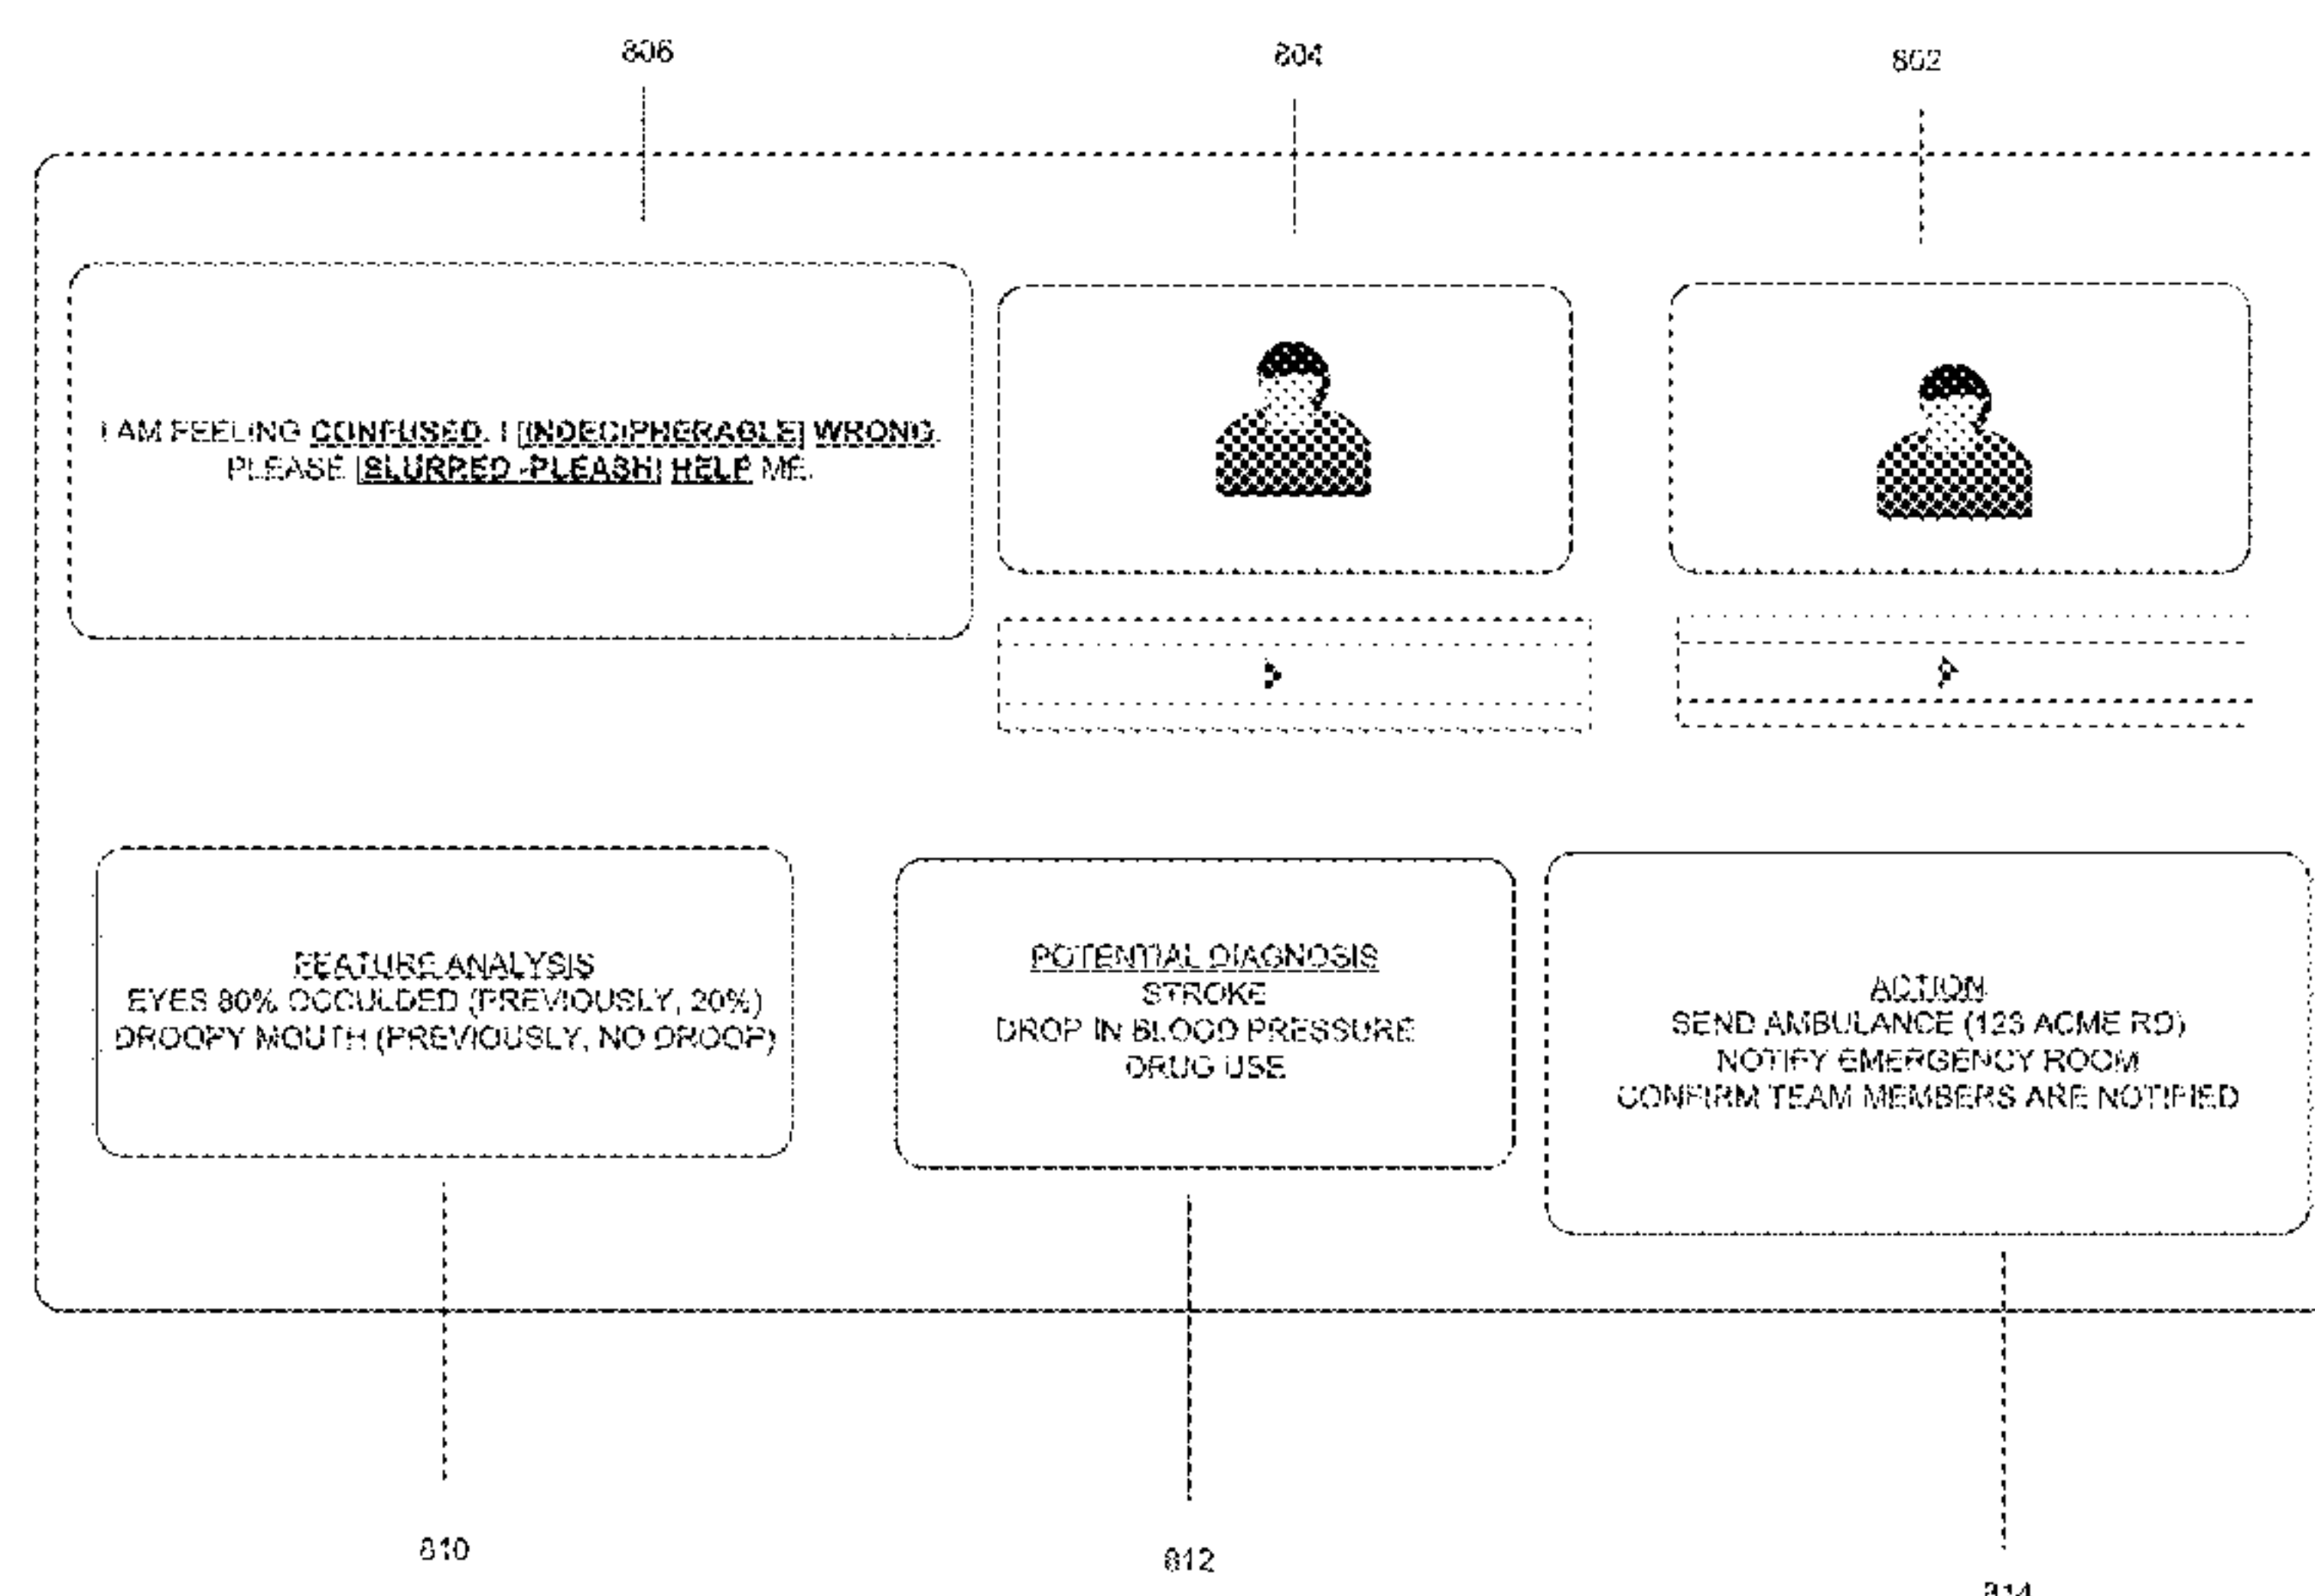 806
804
802
I AM FEELING CONFUSED. I [INDECIPHERABLE] WRONG.
PLEASE [SLURRED -PLEASH] HELP ME.
FEATURE ANALYSIS
EYES 80% OCCULDED (PREVIOUSLY, 20%)
DROOPY MOUTH (PREVIOUSLY, NO DROOP)
POTENTIAL DIAGNOSIS
STROKE
DROP IN BLOOD PRESSURE
DRUG USE
ACTION
SEND AMBULANCE (123 ACME RD)
NOTIFY EMERGENCY ROOM
CONFIRM TEAM MEMBERS ARE NOTIFIED
810
812
814